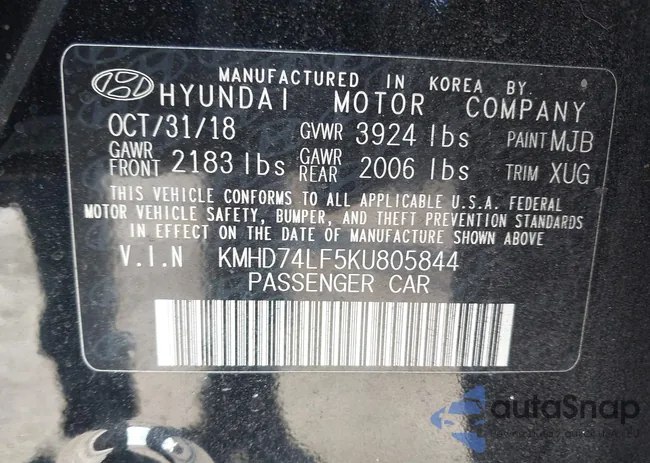 MANUFACTURED IN KOREA BY.
HYUNDAI MOTOR COMPANY
OCT/31/18 GVWR 3924 lbs PAINT MJB
GAWR FRONT 2183 lbs GAWR REAR 2006 lbs TRIM XUG
THIS VEHICLE CONFORMS TO ALL APPLICABLE U.S.A. FEDERAL
MOTOR VEHICLE SAFETY, BUMPER, AND THEFT PREVENTION STANDARDS
IN EFFECT ON THE DATE OF MANUFACTURE SHOWN ABOVE
V.I.N KMHD74LF5KU805844
PASSENGER CAR
autoSnap